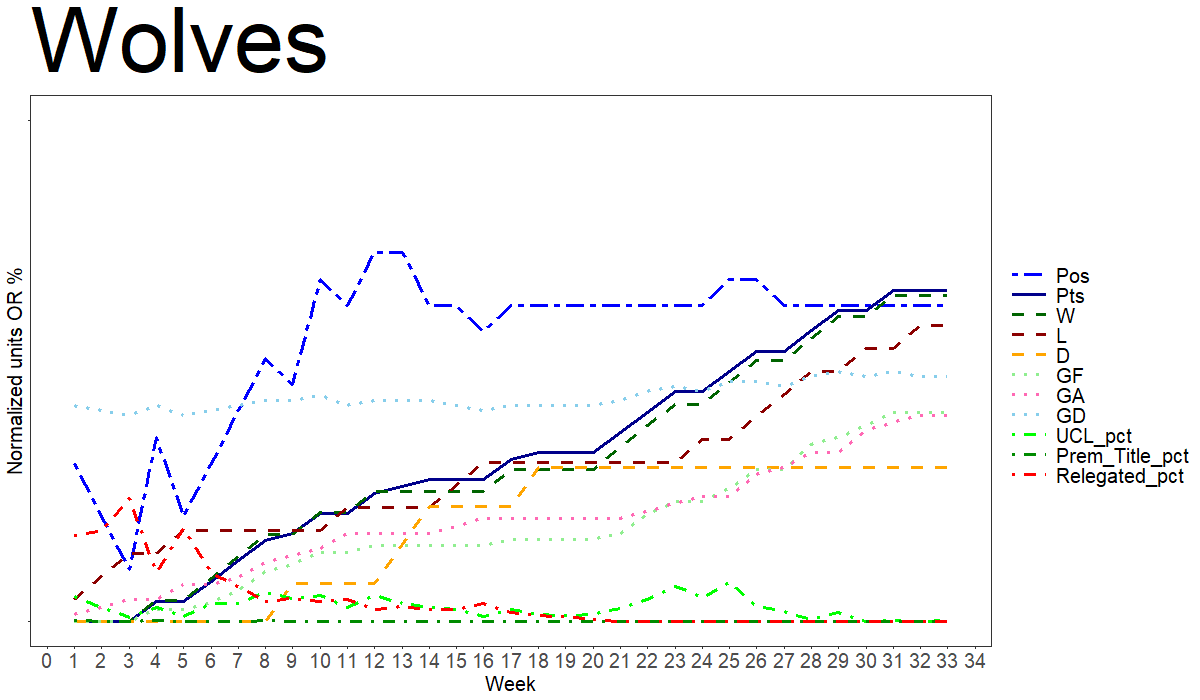 Wolves
Normalized units OR %
Pos
Pts
W
L
D
GF
GA
GD
UCL_pct
Prem_Title_pct
Relegated_pct
0 1 2 3 4 5 6 7 8 9 10 11 12 13 14 15 16 17 18 19 20 21 22 23 24 25 26 27 28 29 30 31 32 33 34
Week